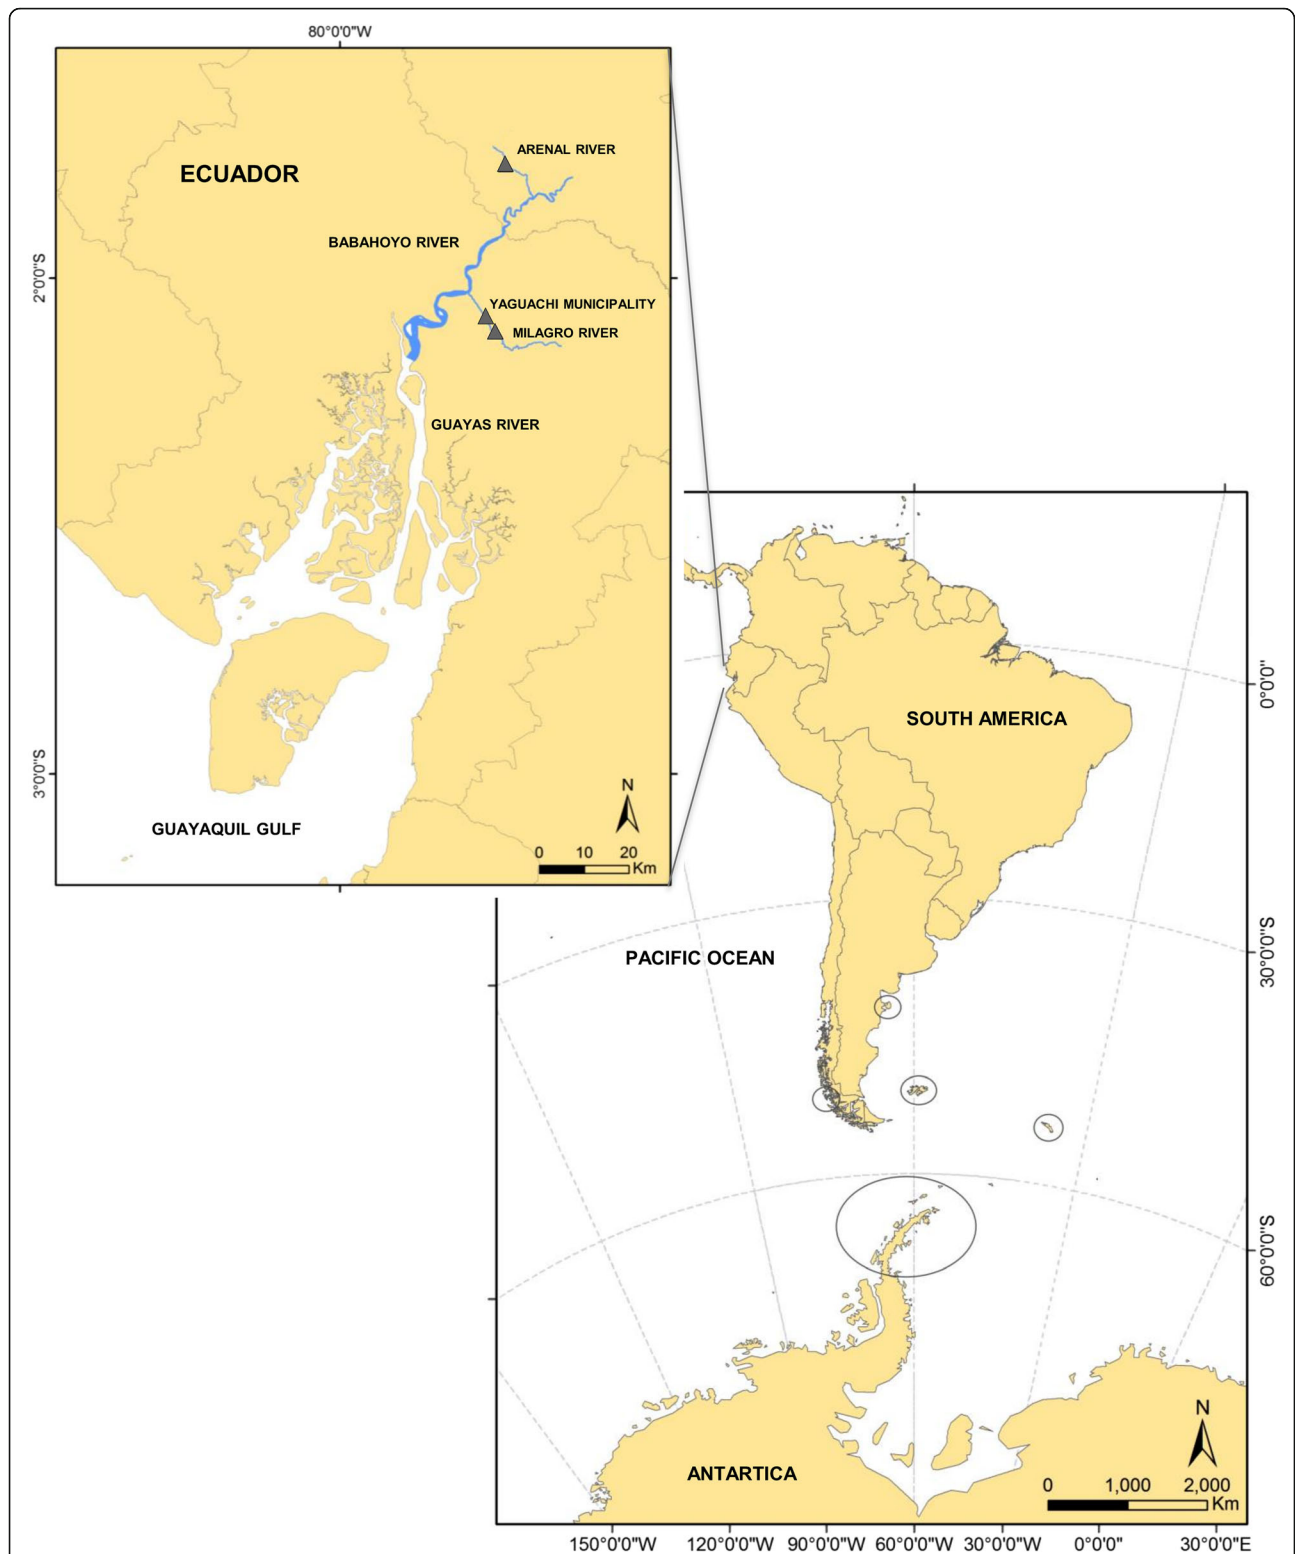 80°0'0"W
ECUADOR
ARENAL RIVER
BABAHOYO RIVER
2°0'0"S
YAGUACHI MUNICIPALITY
MILAGRO RIVER
GUAYAS RIVER
3°0'0"S
GUAYAQUIL GULF
N
0 10 20
Km
0°0'0"
SOUTH AMERICA
PACIFIC OCEAN
30°0'0"S
60°0'0"S
N
ANTARTICA
0 1,000 2,000
Km
150°0'0"W 120°0'0"W 90°0'0"W 60°0'0"W 30°0'0"W 0°0'0" 30°0'0"E